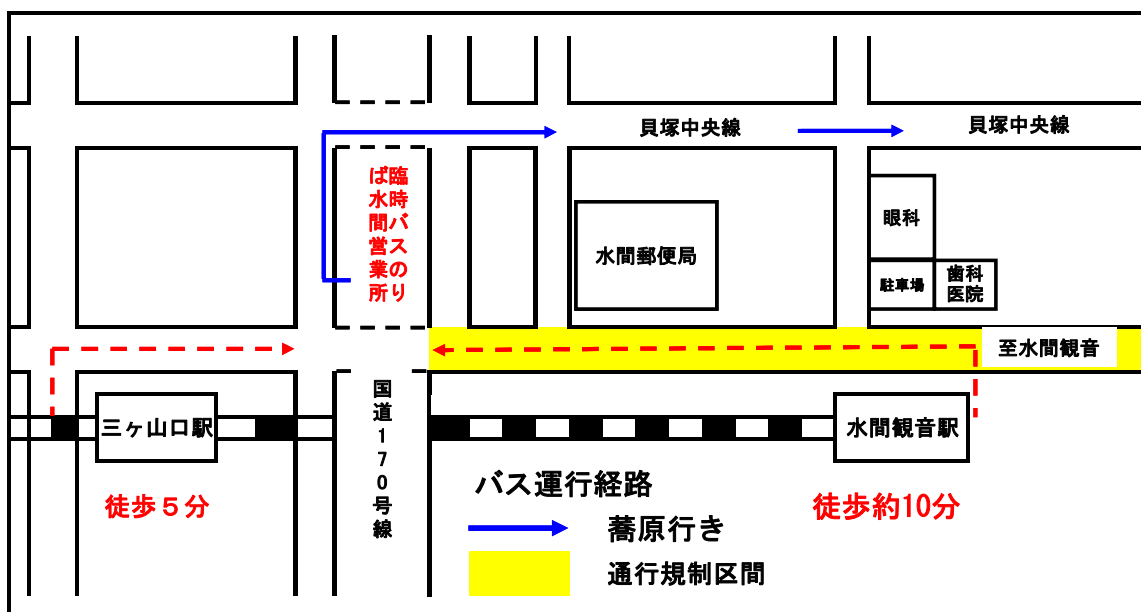 貝塚中央線
貝塚中央線
臨時バスのり
ば水間営業所
水間郵便局
眼科
駐車場
歯科
医院
至水間観音
三ヶ山口駅
国道170号線
水間観音駅
徒歩５分
徒歩約10分
バス運行経路
蕎原行き
通行規制区間